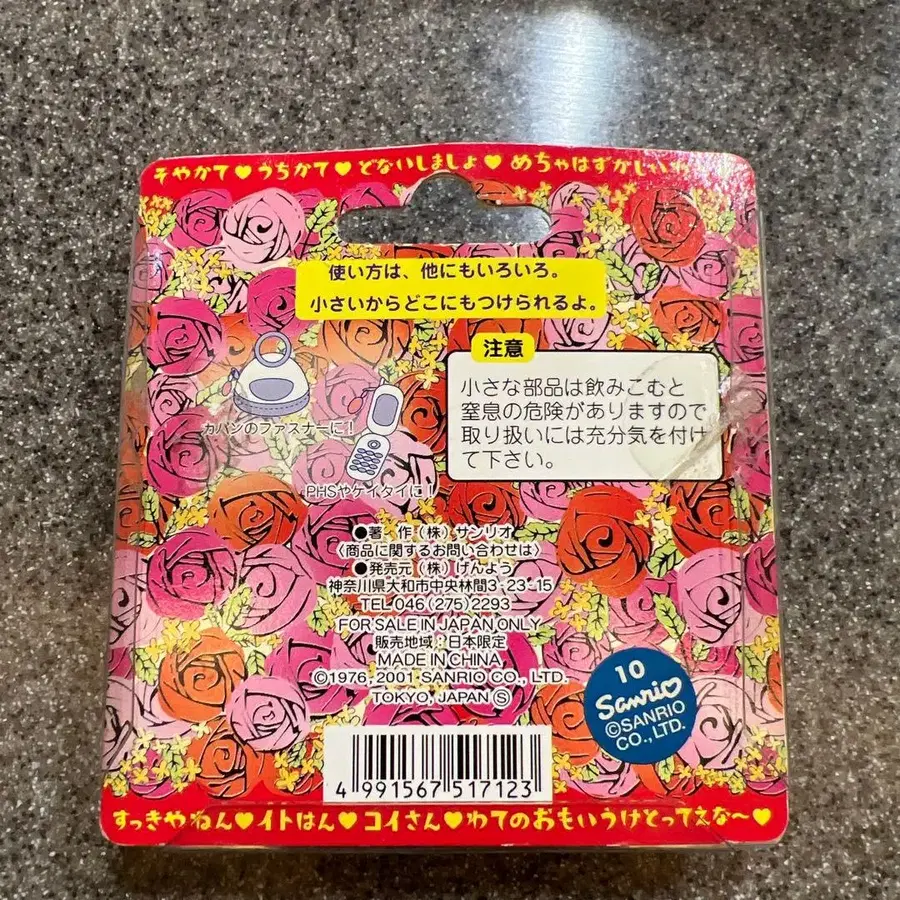 そやかて♥うちかて♥どないしましょ♥めちゃはずかしいわ
使い方は、他にもいろいろ。
小さいからどこにもつけられるよ。
注意
小さな部品は飲みこむと
窒息の危険がありますので
取り扱いには充分気を付け
て下さい。
カバンのファスナーに!
PHSやケイタイに!
●著 作(株)サンリオ
〈商品に関するお問い合わせは〉
●発売元(株)げんよう
神奈川県大和市中央林間3-23-15
TEL 046(275)2293
FOR SALE IN JAPAN ONLY
販売地域:日本限定
MADE IN CHINA
©1976, 2001 SANRIO CO., LTD.
TOKYO, JAPAN Ⓢ
10
Sanrio
©SANRIO
CO., LTD.
4 991567 517123
すっきやねん♥イトはん♥コイさん♥わてのおもいうけとってぇな〜♥